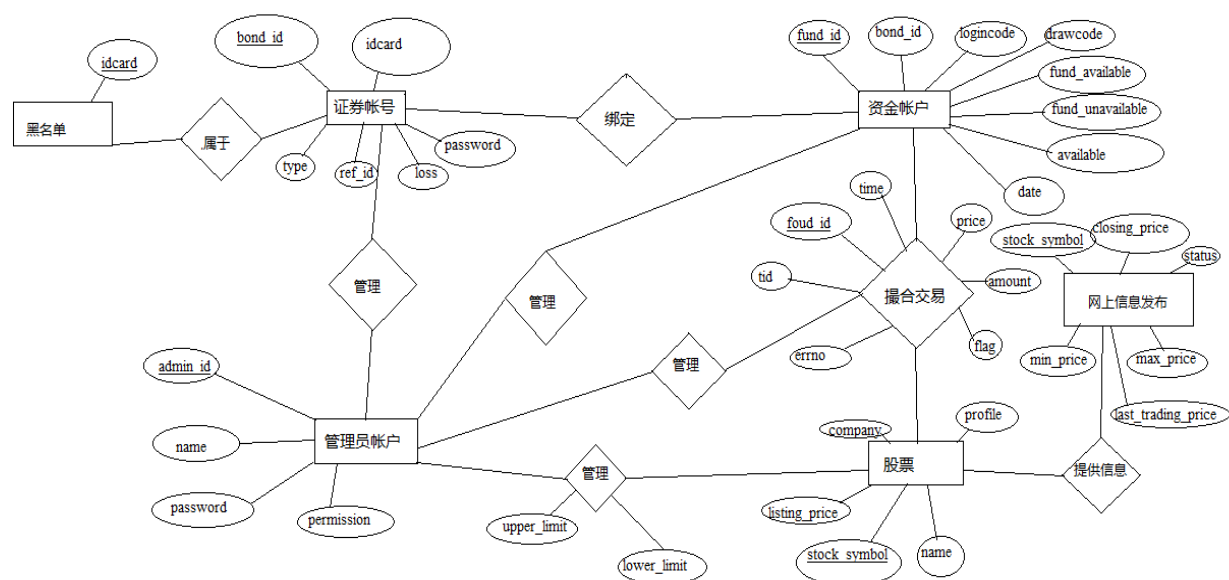 bond_id
idcard
fund_id
bond_id
logincode
drawcode
idcard
fund_available
证券帐号
资金帐户
fund_unavailable
黑名单
属于
绑定
password
available
type
ref_id
loss
date
time
price
closing_price
foud_id
stock_symbol
status
tid
amount
管理
管理
撮合交易
网上信息发布
errno
flag
min_price
max_price
admin_id
管理
last_trading_price
name
管理员帐户
company
profile
管理
股票
提供信息
password
permission
upper_limit
listing_price
lower_limit
stock_symbol
name